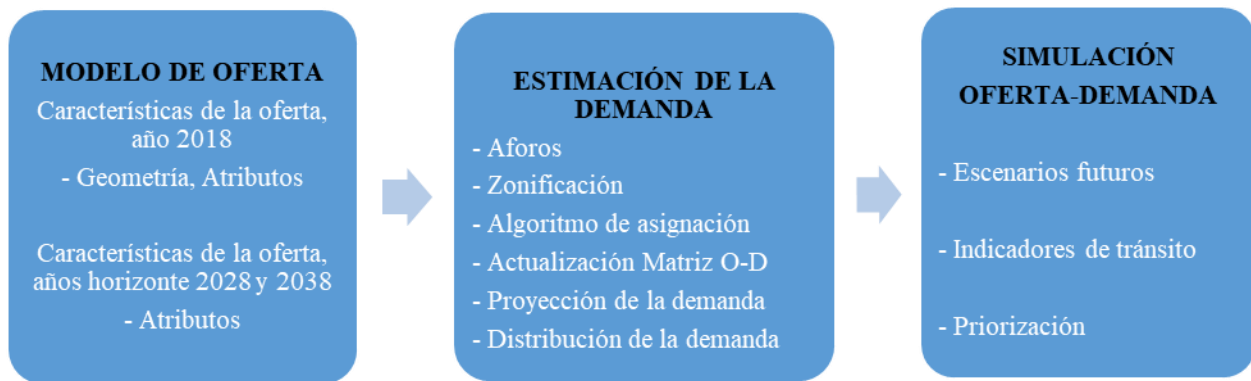 MODELO DE OFERTA
Características de la oferta,
año 2018
- Geometría, Atributos
Características de la oferta,
años horizonte 2028 y 2038
- Atributos
ESTIMACIÓN DE LA
DEMANDA
- Aforos
- Zonificación
- Algoritmo de asignación
- Actualización Matriz O-D
- Proyección de la demanda
- Distribución de la demanda
SIMULACIÓN
OFERTA-DEMANDA
- Escenarios futuros
- Indicadores de tránsito
- Priorización